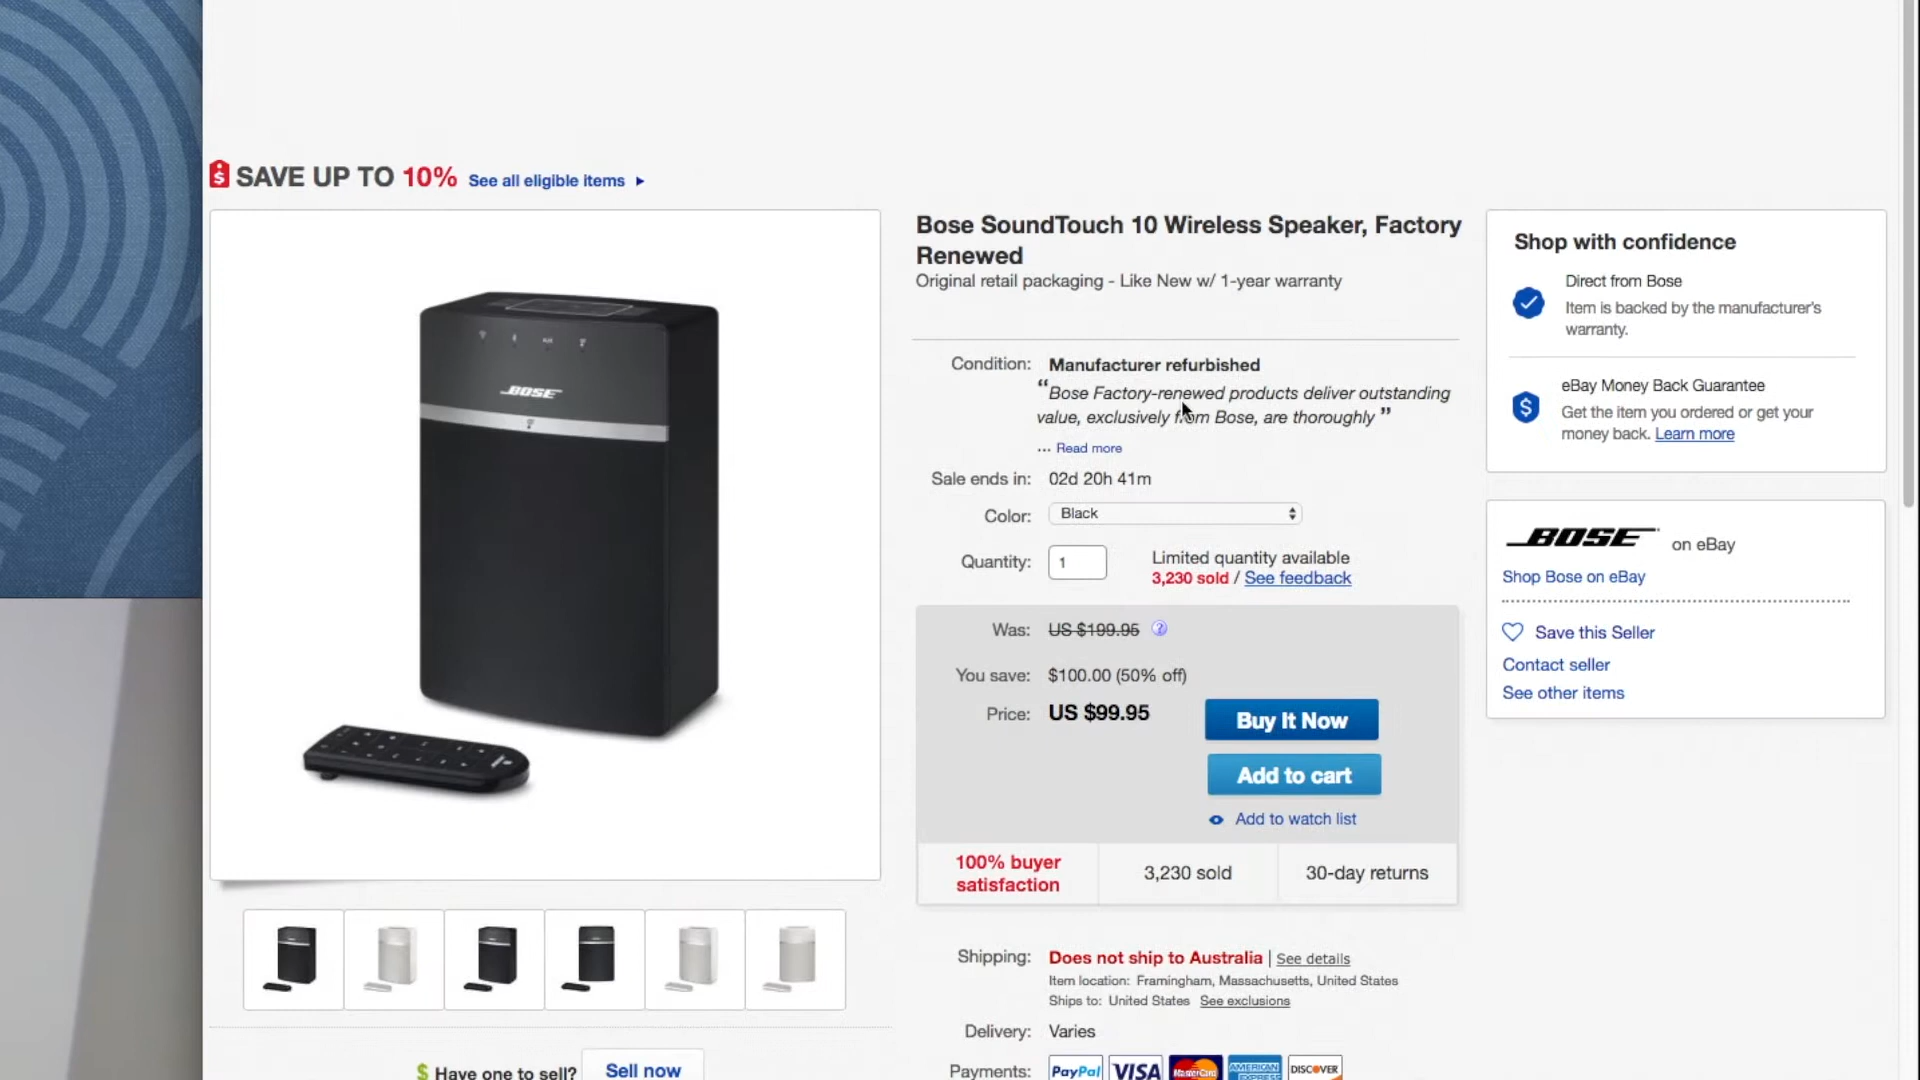 SAVE UP TO 10% See all eligible items
BOSE
Bose SoundTouch 10 Wireless Speaker, Factory
Renewed
Original retail packaging - Like New w/ 1-year warranty
Condition: Manufacturer refurbished
“Bose Factory-renewed products deliver outstanding
value, exclusively from Bose, are thoroughly ”
... Read more
Sale ends in: 02d 20h 41m
Color: Black
Quantity: 1
Limited quantity available
3,230 sold / See feedback
Was: US $199.95 ?
You save: $100.00 (50% off)
Price: US $99.95
Buy It Now
Add to cart
Add to watch list
100% buyer
satisfaction
3,230 sold
30-day returns
Shipping: Does not ship to Australia | See details
Item location: Framingham, Massachusetts, United States
Ships to: United States See exclusions
Delivery: Varies
Payments: PayPal VISA MasterCard AMERICAN EXPRESS DISCOVER
$ Have one to sell? Sell now
Shop with confidence
Direct from Bose
Item is backed by the manufacturer's
warranty.
$
eBay Money Back Guarantee
Get the item you ordered or get your
money back. Learn more
BOSE on eBay
Shop Bose on eBay
Save this Seller
Contact seller
See other items